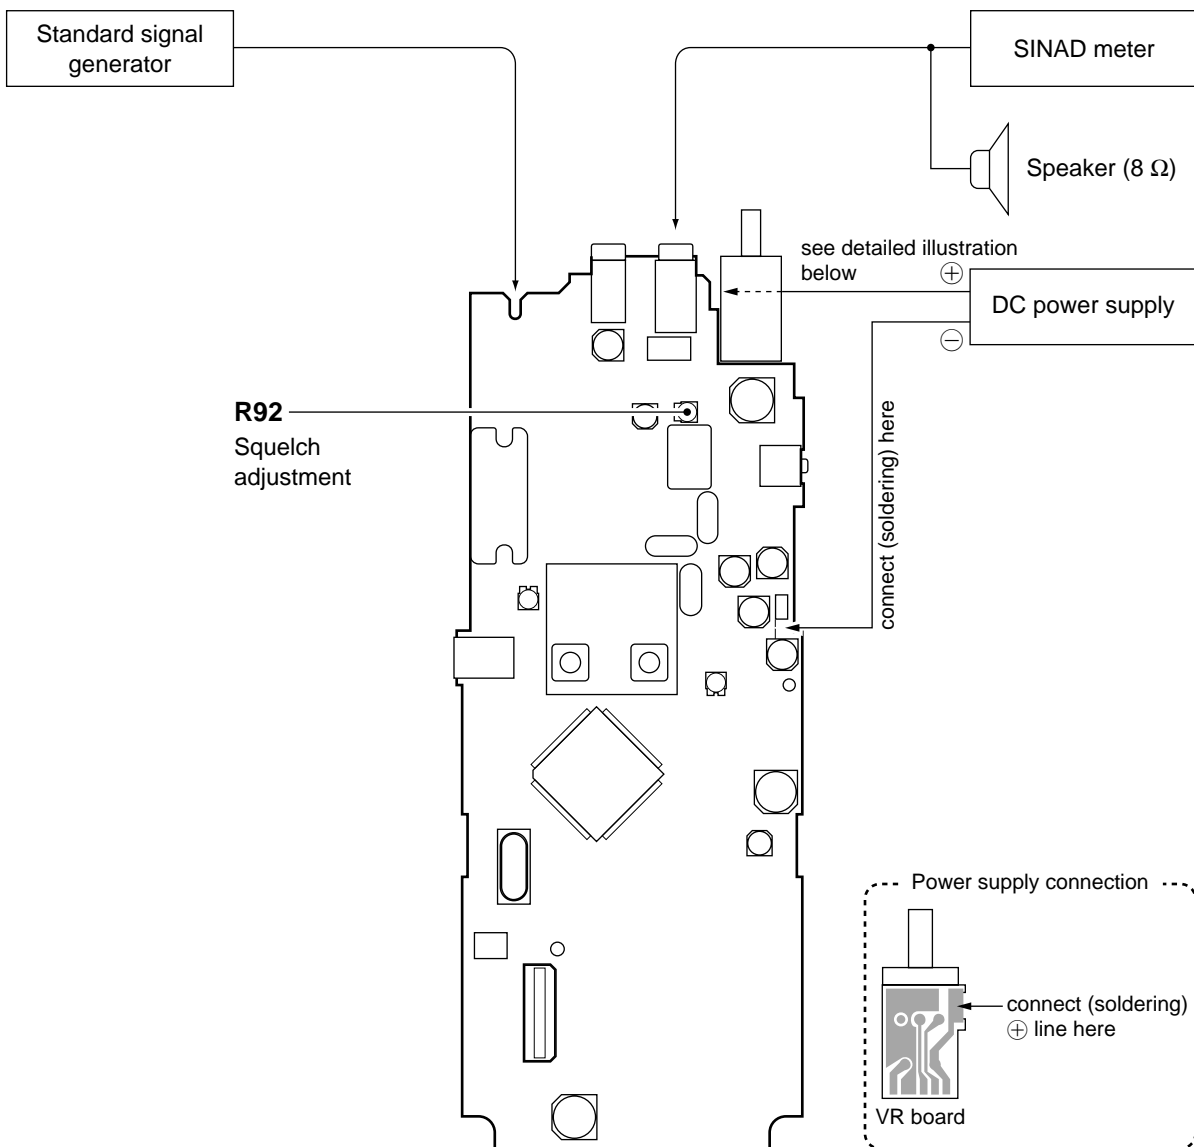 Standard signal
generator
SINAD meter
Speaker (8 Ω)
see detailed illustration
below
⊕
DC power supply
⊖
R92
Squelch
adjustment
connect (soldering) here
Power supply connection
connect (soldering)
⊕ line here
VR board